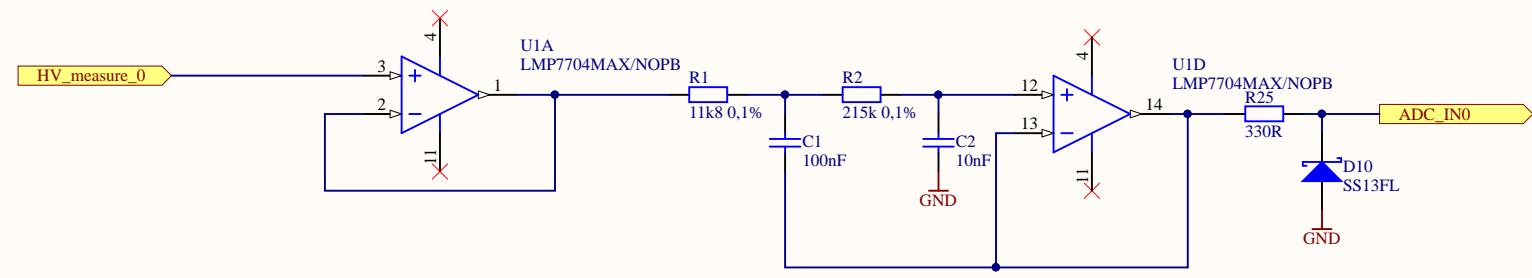 HV_measure_0
3
2
4
11
1
U1A
LMP7704MAX/NOPB
R1
11k8 0,1%
C1
100nF
R2
215k 0,1%
C2
10nF
GND
12
13
4
11
14
U1D
LMP7704MAX/NOPB
R25
330R
D10
SS13FL
GND
ADC_IN0